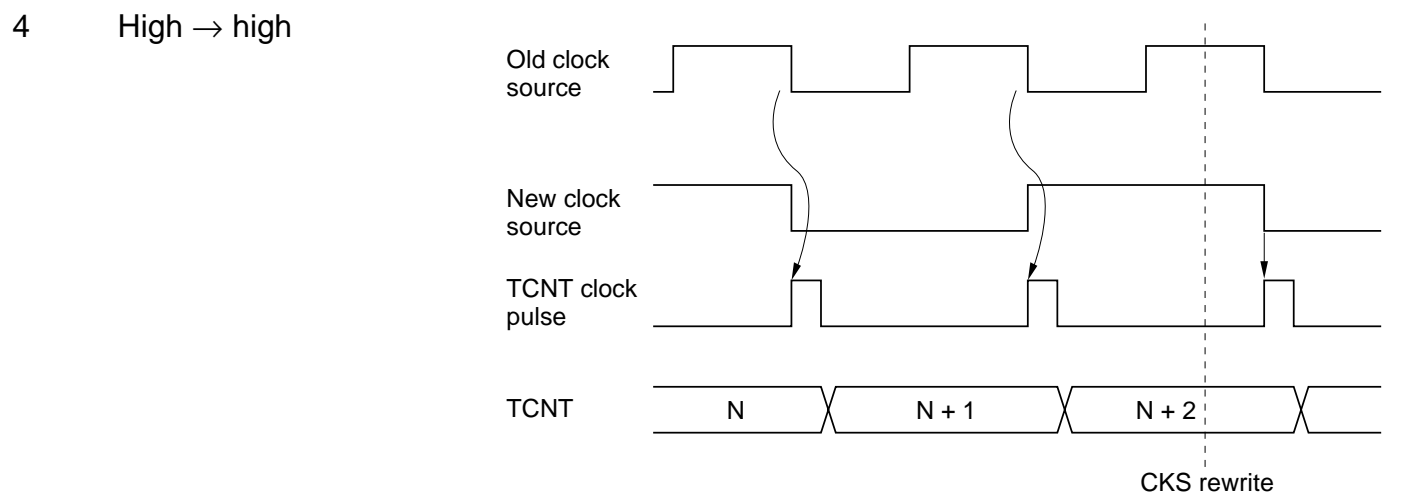 4 High → high
Old clock
source
New clock
source
TCNT clock
pulse
TCNT
N
N + 1
N + 2
CKS rewrite